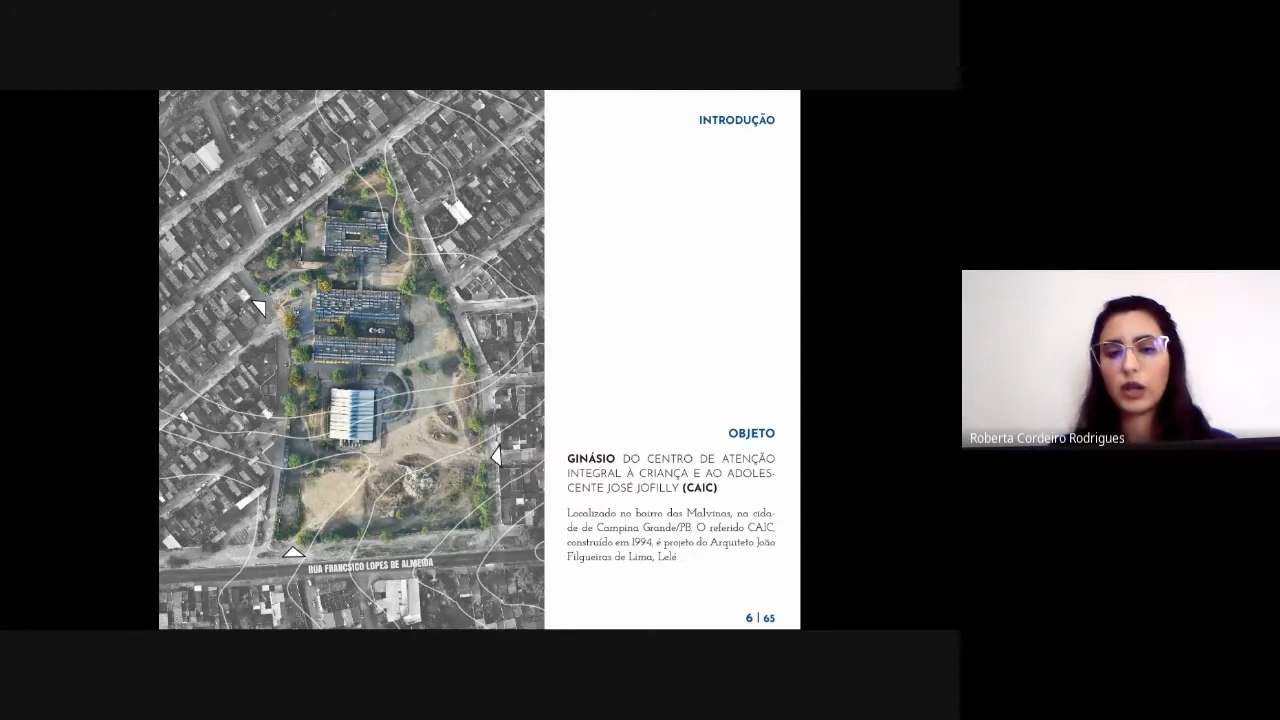 INTRODUÇÃO
OBJETO
GINÁSIO DO CENTRO DE ATENÇÃO
INTEGRAL À CRIANÇA E AO ADOLES-
CENTE JOSÉ JOFILLY (CAIC)
Localizado no bairro das Malvinas, na cida-
de de Campina Grande/PB. O referido CAIC,
construído em 1994, é projeto do Arquiteto João
Filgueiras de Lima, Lelé.
RUA FRANCSICO LOPES DE ALMEIDA
6 | 65
Roberta Cordeiro Rodrigues